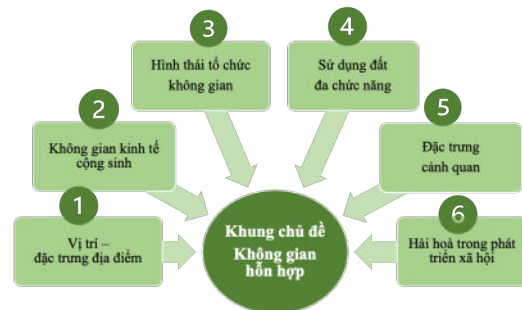 1
Vị trí –
đặc trưng địa điểm
2
Không gian kinh tế
cộng sinh
3
Hình thái tổ chức
không gian
4
Sử dụng đất
đa chức năng
5
Đặc trưng
cảnh quan
6
Hài hoà trong phát
triển xã hội
Khung chủ đề
Không gian
hỗn hợp